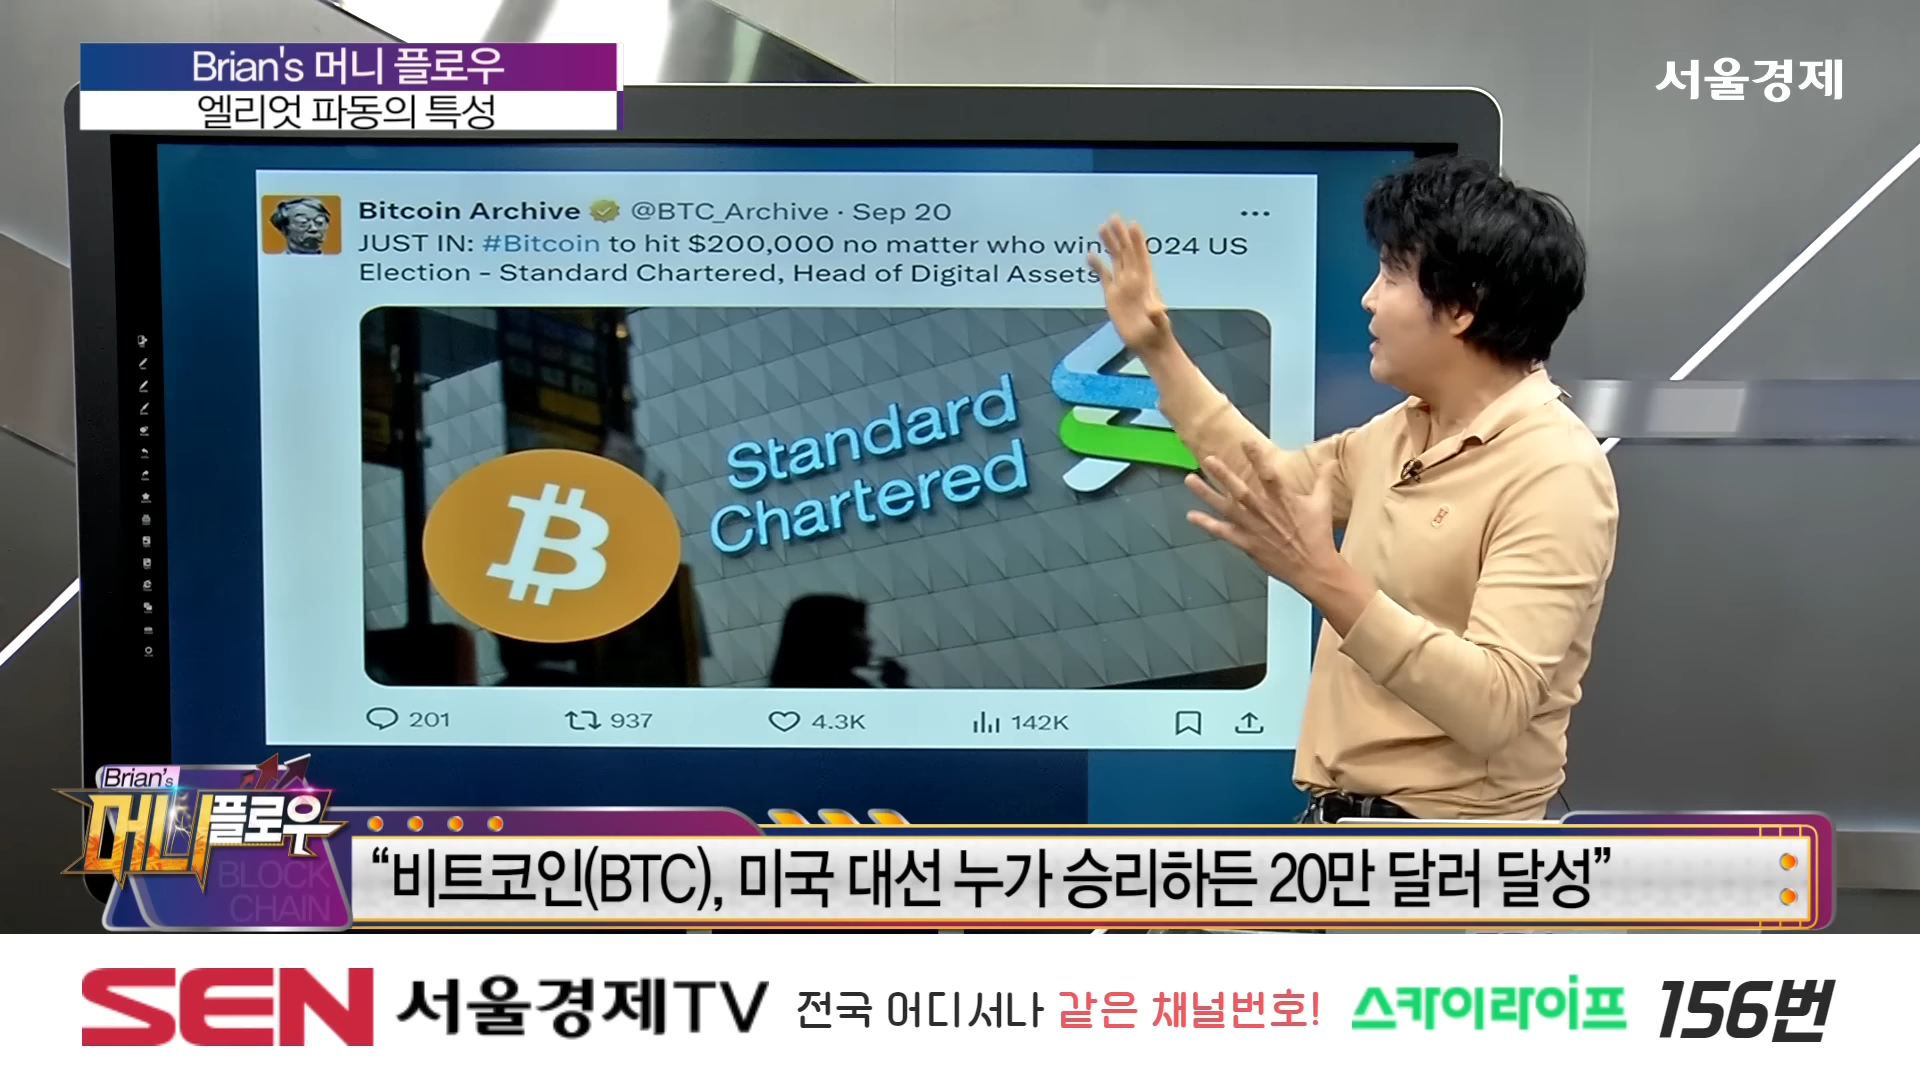 Brian's 머니 플로우
엘리엇 파동의 특성
서울경제
Bitcoin Archive @BTC_Archive · Sep 20
JUST IN: #Bitcoin to hit $200,000 no matter who wins 2024 US
Election - Standard Chartered, Head of Digital Assets
Standard
Chartered
201 937 4.3K 142K
Brian's
머니플로우
BLOCK
CHAIN
“비트코인(BTC), 미국 대선 누가 승리하든 20만 달러 달성”
SEN 서울경제TV 전국 어디서나 같은 채널번호! 스카이라이프 156번